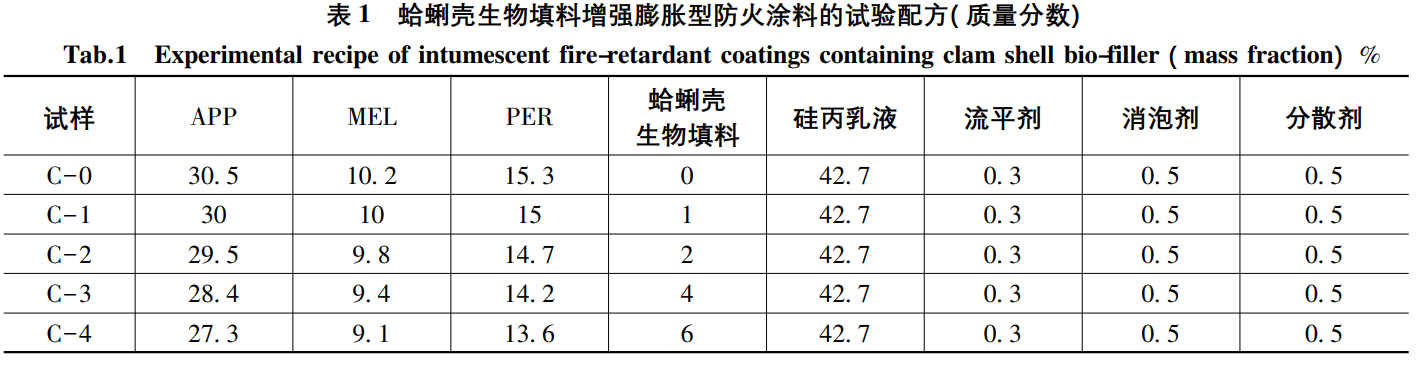 表 1 蛤蜊壳生物填料增强膨胀型防火涂料的试验配方(质量分数)
Tab.1 Experimental recipe of intumescent fire-retardant coatings containing clam shell bio-filler (mass fraction) %
试样 APP MEL PER 蛤蜊壳生物填料 硅丙乳液 流平剂 消泡剂 分散剂
C-0 30.5 10.2 15.3 0 42.7 0.3 0.5 0.5
C-1 30 10 15 1 42.7 0.3 0.5 0.5
C-2 29.5 9.8 14.7 2 42.7 0.3 0.5 0.5
C-3 28.4 9.4 14.2 4 42.7 0.3 0.5 0.5
C-4 27.3 9.1 13.6 6 42.7 0.3 0.5 0.5